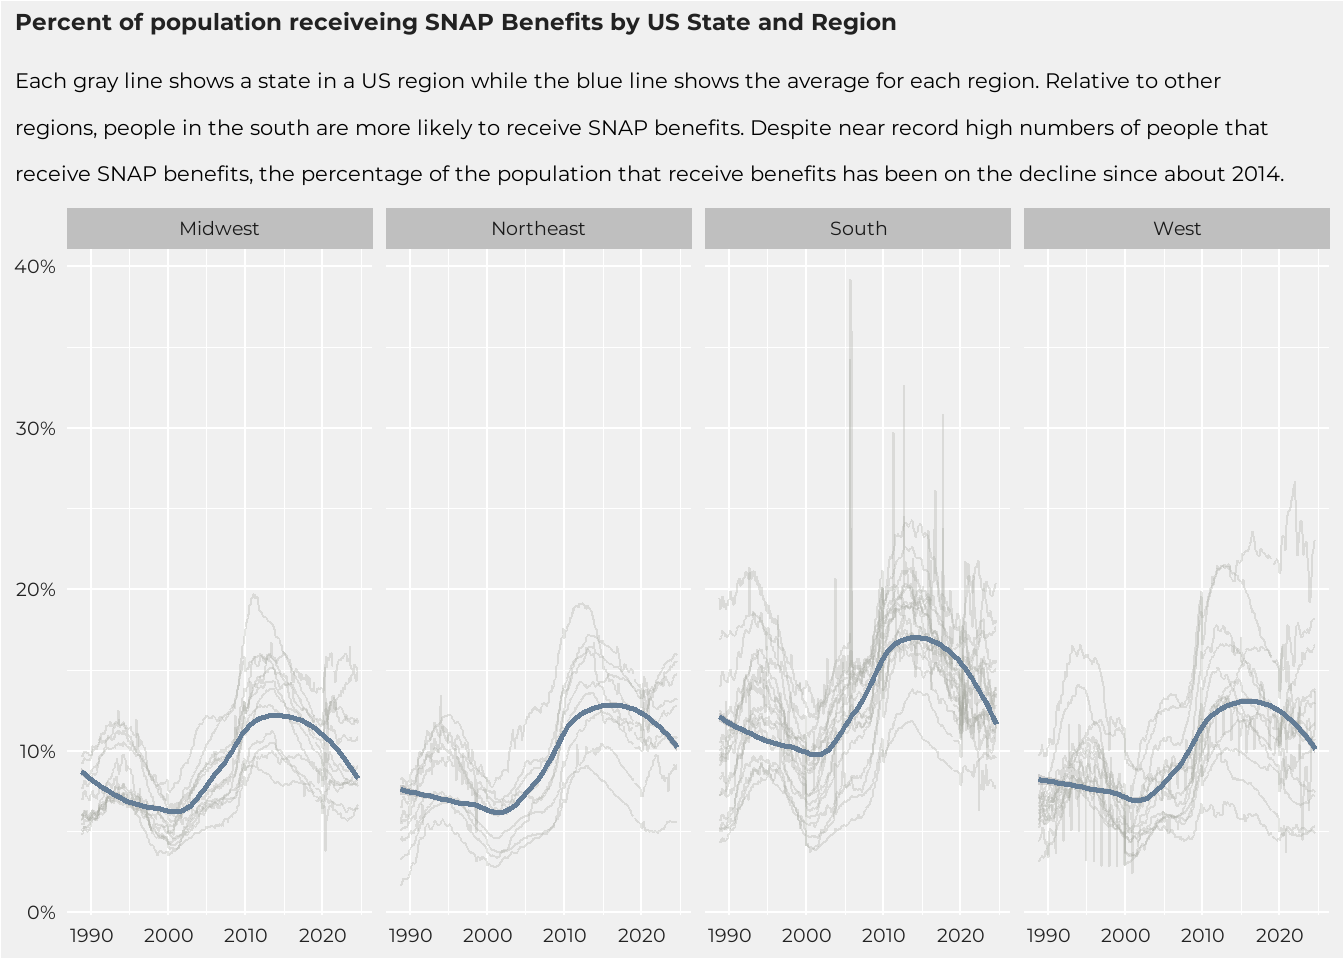 Percent of population receiveing SNAP Benefits by US State and Region
Each gray line shows a state in a US region while the blue line shows the average for each region. Relative to other
regions, people in the south are more likely to receive SNAP benefits. Despite near record high numbers of people that
receive SNAP benefits, the percentage of the population that receive benefits has been on the decline since about 2014.
Midwest Northeast South West
40%
30%
20%
10%
0%
1990 2000 2010 2020 1990 2000 2010 2020 1990 2000 2010 2020 1990 2000 2010 2020